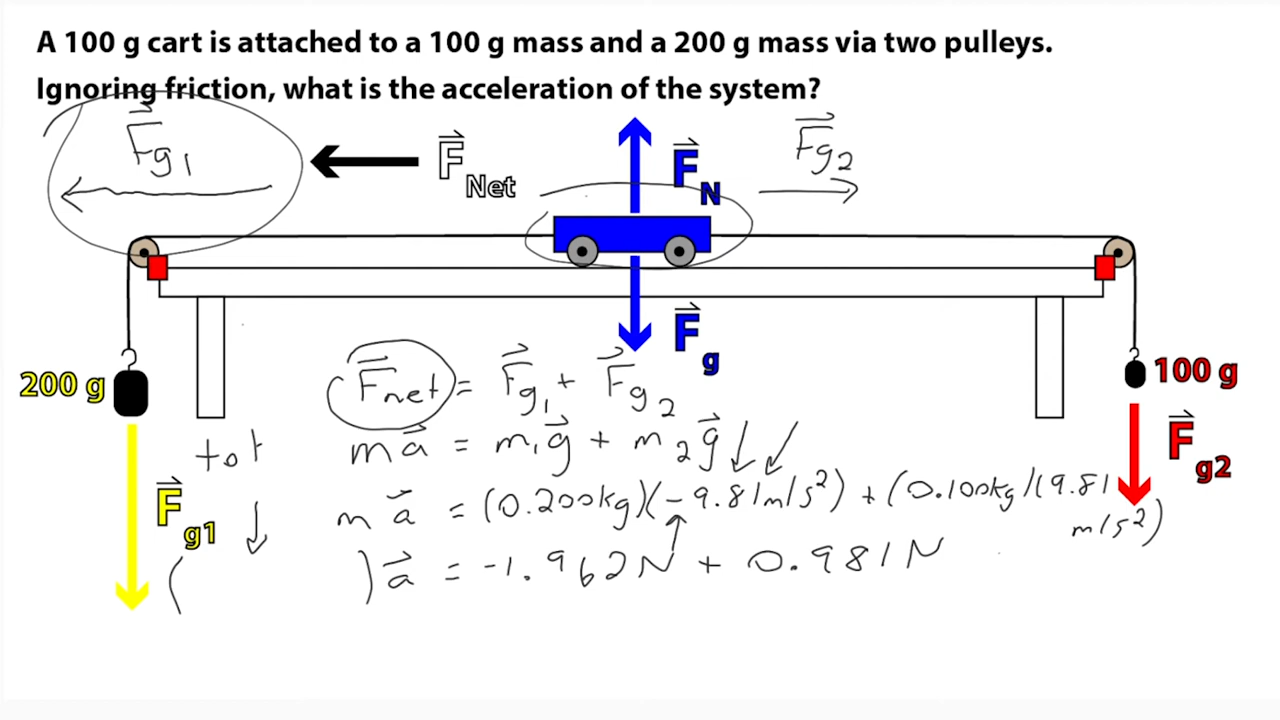 A 100 g cart is attached to a 100 g mass and a 200 g mass via two pulleys.
Ignoring friction, what is the acceleration of the system?
Fg1
FNet
FN
Fg2
Fg
200 g
100 g
Fnet = Fg1 + Fg2
tot
ma = m1g + m2g
Fg2
Fg1
ma = (0.200kg)(-9.81m/s²) + (0.100kg)(9.81
m/s²)
( )a = -1.962N + 0.981N